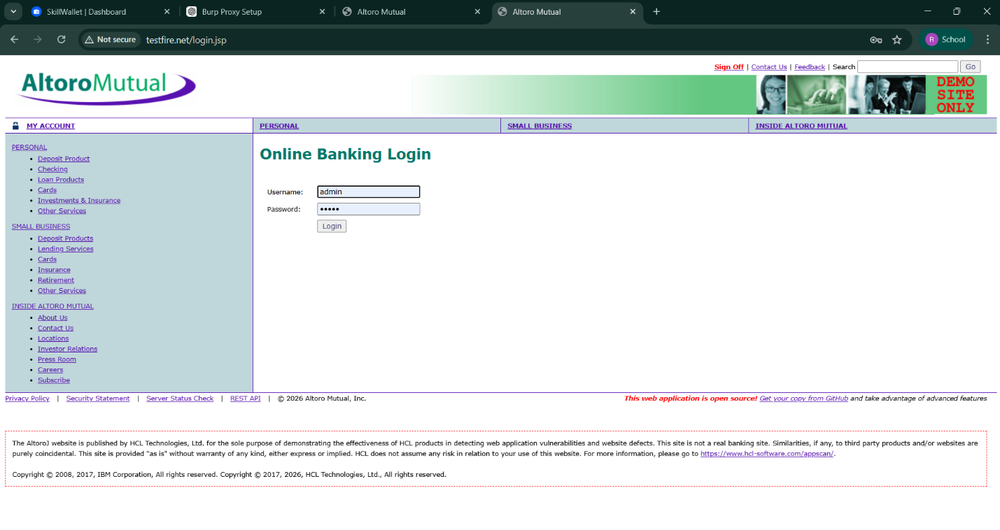 SkillWallet | Dashboard
Burp Proxy Setup
Altoro Mutual
Altoro Mutual
Not secure
testfire.net/login.jsp
R
School
Sign Off | Contact Us | Feedback | Search
Go
AltoroMutual
DEMO
SITE
ONLY
MY ACCOUNT
PERSONAL
SMALL BUSINESS
INSIDE ALTORO MUTUAL
PERSONAL
Deposit Product
Checking
Loan Products
Cards
Investments & Insurance
Other Services
SMALL BUSINESS
Deposit Products
Lending Services
Cards
Insurance
Retirement
Other Services
INSIDE ALTORO MUTUAL
About Us
Contact Us
Locations
Investor Relations
Press Room
Careers
Subscribe
Online Banking Login
Username: admin
Password: •••••
Login
Privacy Policy | Security Statement | Server Status Check | REST API | © 2026 Altoro Mutual, Inc.
This web application is open source! Get your copy from GitHub and take advantage of advanced features
The AltoroJ website is published by HCL Technologies, Ltd. for the sole purpose of demonstrating the effectiveness of HCL products in detecting web application vulnerabilities and website defects. This site is not a real banking site. Similarities, if any, to third party products and/or websites are
purely coincidental. This site is provided "as is" without warranty of any kind, either express or implied. HCL does not assume any risk in relation to your use of this website. For more information, please go to https://www.hcl-software.com/appscan/.
Copyright © 2008, 2017, IBM Corporation, All rights reserved. Copyright © 2017, 2026, HCL Technologies, Ltd., All rights reserved.